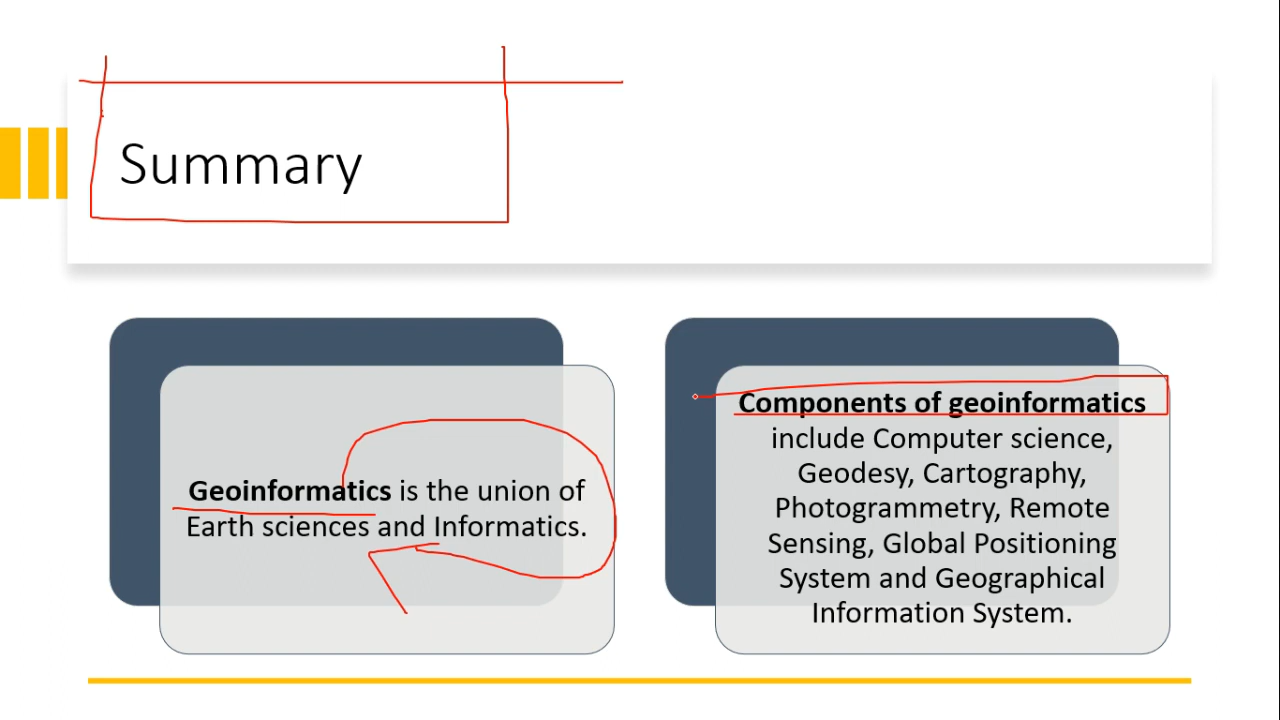 Summary
Geoinformatics is the union of
Earth sciences and Informatics.
Components of geoinformatics
include Computer science,
Geodesy, Cartography,
Photogrammetry, Remote
Sensing, Global Positioning
System and Geographical
Information System.